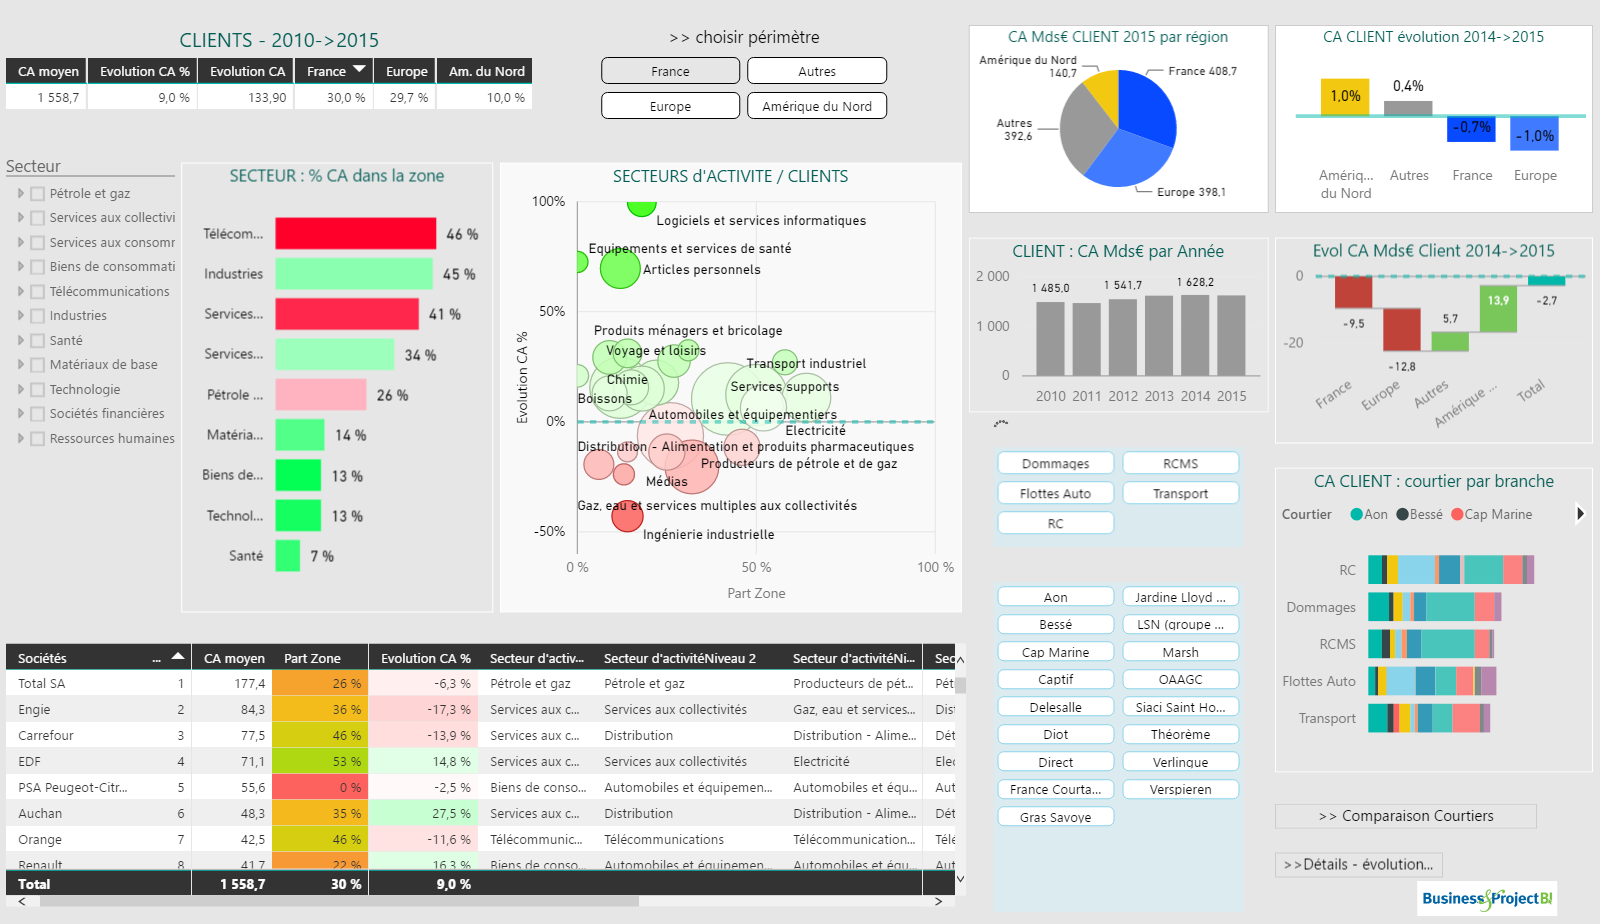 CLIENTS - 2010->2015
CA moyen Evolution CA % Evolution CA France Europe Am. du Nord
1 558,7 9,0 % 133,90 30,0 % 29,7 % 10,0 %
>> choisir périmètre
France Autres
Europe Amérique du Nord
CA Mds€ CLIENT 2015 par région
Amérique du Nord
140,7
France 408,7
Autres
392,6
Europe 398,1
CA CLIENT évolution 2014->2015
1,0% 0,4% -0,7% -1,0%
Amériq... Autres France Europe
du Nord
Secteur
Pétrole et gaz
Services aux collectivi
Services aux consomr
Biens de consommati
Télécommunications
Industries
Santé
Matériaux de base
Technologie
Sociétés financières
Ressources humaines
SECTEUR : % CA dans la zone
Télécom... 46 %
Industries 45 %
Services... 41 %
Services... 34 %
Pétrole ... 26 %
Matéria... 14 %
Biens de... 13 %
Technol... 13 %
Santé 7 %
SECTEURS d'ACTIVITE / CLIENTS
Evolution CA %
100%
Logiciels et services informatiques
Equipements et services de santé
Articles personnels
50%
Produits ménagers et bricolage
Voyage et loisirs
Transport industriel
Chimie
Services supports
Boissons
Automobiles et équipementiers
0%
Electricité
Distribution - Alimentation et produits pharmaceutiques
Producteurs de pétrole et de gaz
Médias
Gaz, eau et services multiples aux collectivités
-50%
Ingénierie industrielle
0 % 50 % 100 %
Part Zone
CLIENT : CA Mds€ par Année
2 000
1 000
0
1 485,0 1 541,7 1 628,2
2010 2011 2012 2013 2014 2015
Evol CA Mds€ Client 2014->2015
0
-20
-9,5 -12,8 5,7 13,9 -2,7
France Europe Autres Amérique ... Total
Dommages RCMS
Flottes Auto Transport
RC
Aon Jardine Lloyd ...
Bessé LSN (groupe ...
Cap Marine Marsh
Captif OAAGC
Delesalle Siaci Saint Ho...
Diot Théorème
Direct Verlingue
France Courta... Verspieren
Gras Savoye
CA CLIENT : courtier par branche
Courtier Aon Bessé Cap Marine
RC
Dommages
RCMS
Flottes Auto
Transport
>> Comparaison Courtiers
>>Détails - évolution...
Business&ProjectBI
Sociétés ... CA moyen Part Zone Evolution CA % Secteur d'activ... Secteur d'activitéNiveau 2 Secteur d'activitéNi... Sec
Total SA 1 177,4 26 % -6,3 % Pétrole et gaz Pétrole et gaz Producteurs de pét... Pét
Engie 2 84,3 36 % -17,3 % Services aux c... Services aux collectivités Gaz, eau et services... Dis
Carrefour 3 77,5 46 % -13,9 % Services aux c... Distribution Distribution - Alime... Dét
EDF 4 71,1 53 % 14,8 % Services aux c... Services aux collectivités Electricité Elec
PSA Peugeot-Citr... 5 55,6 0 % -2,5 % Biens de conso... Automobiles et équipemen... Automobiles et équ... Aut
Auchan 6 48,3 35 % 27,5 % Services aux c... Distribution Distribution - Alime... Dét
Orange 7 42,5 46 % -11,6 % Télécommunic... Télécommunications Télécommunication... Télé
Renault 8 41,7 22 % 16,3 % Biens de conso... Automobiles et équipemen... Automobiles et équ... Aut
Total 1 558,7 30 % 9,0 %